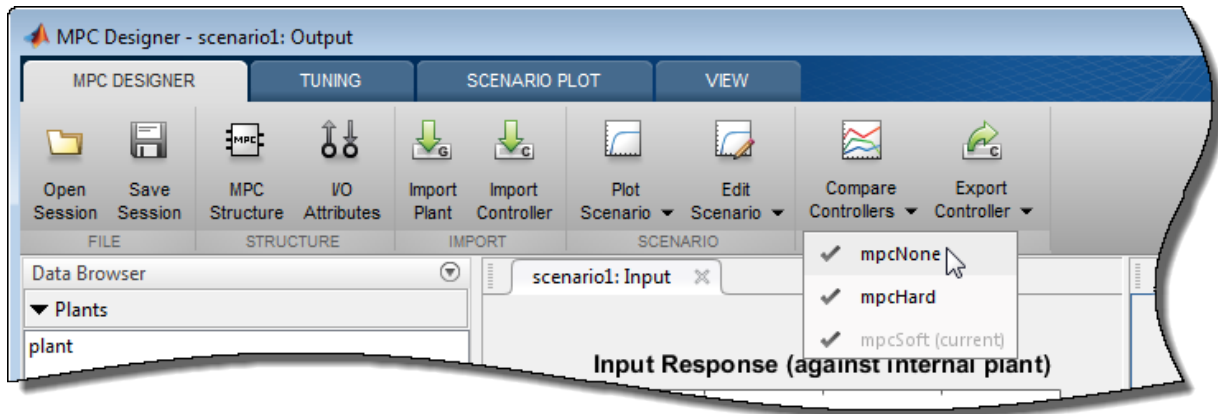 MPC Designer - scenario1: Output
MPC DESIGNER TUNING SCENARIO PLOT VIEW
MPC G C C
Open Session Save Session MPC Structure I/O Attributes Import Plant Import Controller Plot Scenario Edit Scenario Compare Controllers Export Controller
FILE STRUCTURE IMPORT SCENARIO
Data Browser
scenario1: Input
Plants
plant
mpcNone
mpcHard
mpcSoft (current)
Input Response (against internal plant)